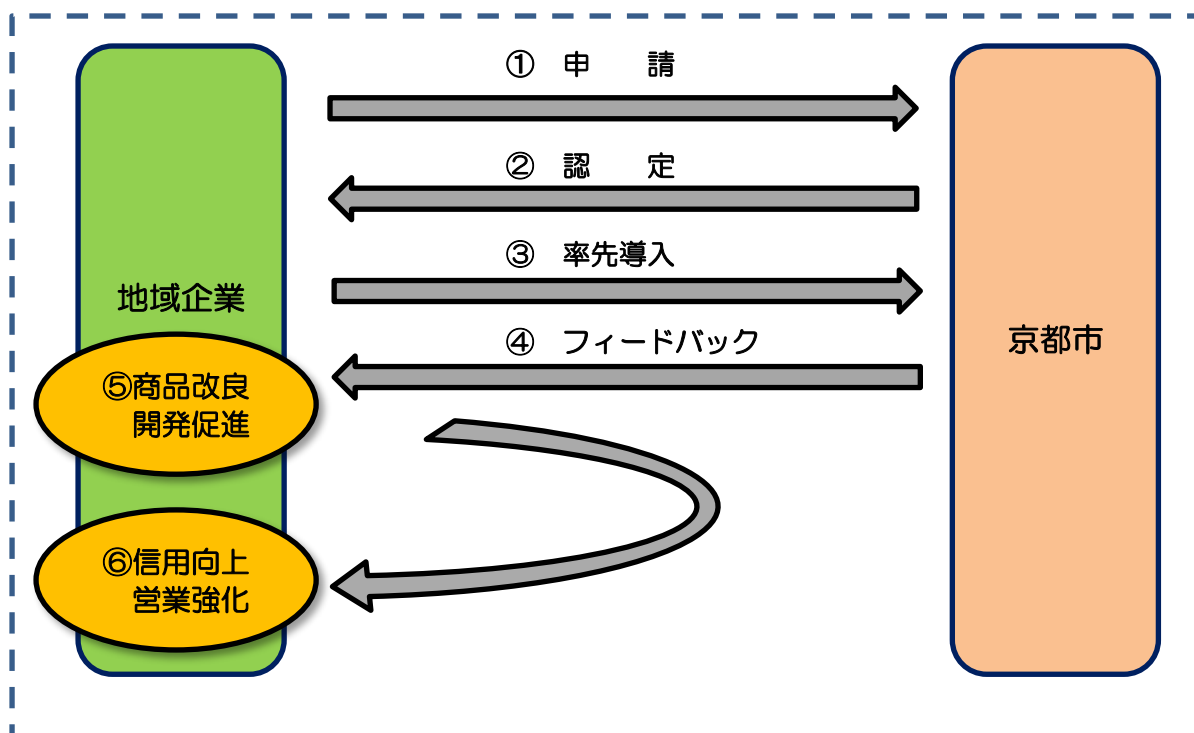 ① 申　請
② 認　定
③ 率先導入
④ フィードバック
地域企業
⑤商品改良
開発促進
⑥信用向上
営業強化
京都市